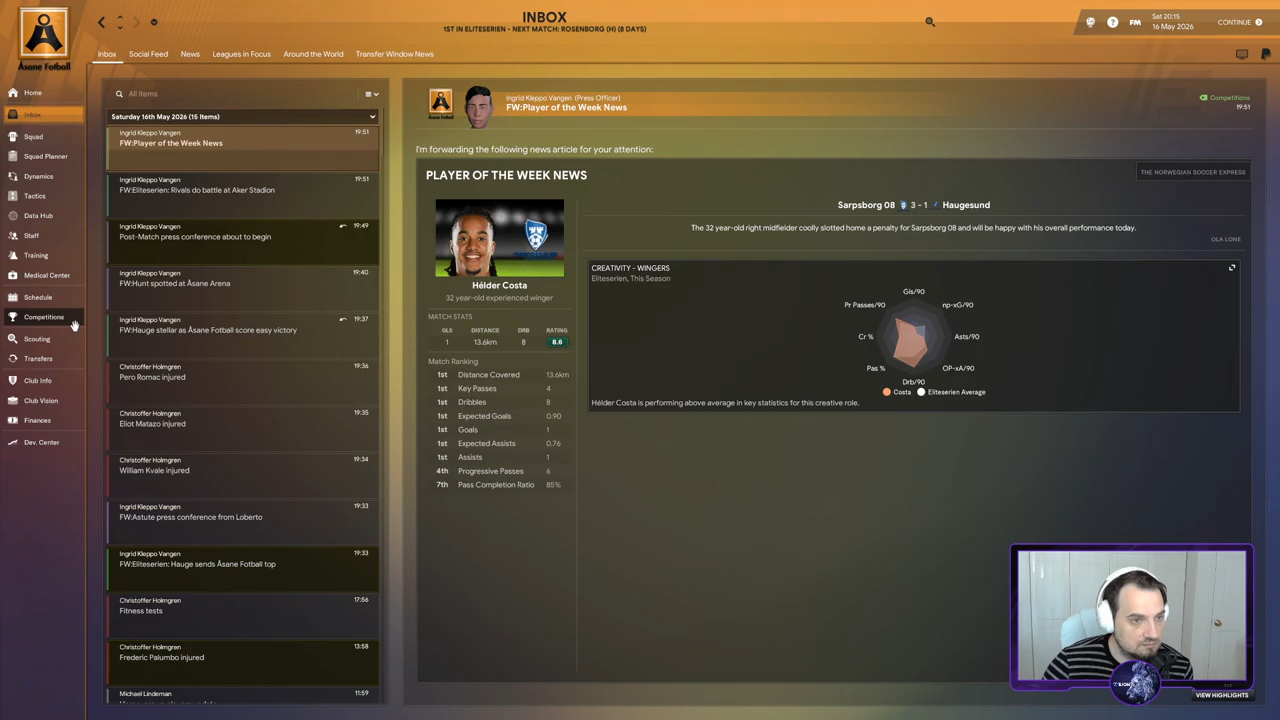 INBOX
1ST IN ELITESERIEN - NEXT MATCH: ROSENBORG (H) (8 DAYS)
FM
Sat 20:15
16 May 2026
CONTINUE
Åsane Fotball
Inbox
Social Feed
News
Leagues in Focus
Around the World
Transfer Window News
Home
Inbox
Squad
Squad Planner
Dynamics
Tactics
Data Hub
Staff
Training
Medical Center
Schedule
Competitions
Scouting
Transfers
Club Info
Club Vision
Finances
Dev. Center
All Items
Saturday 16th May 2026 (15 Items)
Ingrid Kleppo Vangen 19:51
FW:Player of the Week News
Ingrid Kleppo Vangen 19:51
FW:Eliteserien: Rivals do battle at Aker Stadion
Ingrid Kleppo Vangen 19:49
Post-Match press conference about to begin
Ingrid Kleppo Vangen 19:40
FW:Hunt spotted at Åsane Arena
Ingrid Kleppo Vangen 19:37
FW:Hauge stellar as Åsane Fotball score easy victory
Christoffer Holmgren 19:36
Pero Romac injured
Christoffer Holmgren 19:35
Eliot Matazo injured
Christoffer Holmgren 19:34
William Kvale injured
Ingrid Kleppo Vangen 19:33
FW:Astute press conference from Loberto
Ingrid Kleppo Vangen 19:33
FW:Eliteserien: Hauge sends Åsane Fotball top
Christoffer Holmgren 17:56
Fitness tests
Christoffer Holmgren 13:58
Frederic Palumbo injured
Michael Lindeman 11:59
Ingrid Kleppo Vangen (Press Officer)
FW:Player of the Week News
Competitions
19:51
I'm forwarding the following news article for your attention:
PLAYER OF THE WEEK NEWS
THE NORWEGIAN SOCCER EXPRESS
Hélder Costa
32 year-old experienced winger
MATCH STATS
GLS DISTANCE DRB RATING
1 13.6km 8 8.6
Match Ranking
1st Distance Covered 13.6km
1st Key Passes 4
1st Dribbles 8
1st Expected Goals 0.90
1st Goals 1
1st Expected Assists 0.76
1st Assists 1
4th Progressive Passes 6
7th Pass Completion Ratio 85%
Sarpsborg 08 3 - 1 Haugesund
The 32 year-old right midfielder coolly slotted home a penalty for Sarpsborg 08 and will be happy with his overall performance today.
OLA LONE
CREATIVITY - WINGERS
Eliteserien, This Season
Gls/90
np-xG/90
Asts/90
OP-xA/90
Drb/90
Pas %
Cr %
Pr Passes/90
Costa
Eliteserien Average
Hélder Costa is performing above average in key statistics for this creative role.
VIEW HIGHLIGHTS